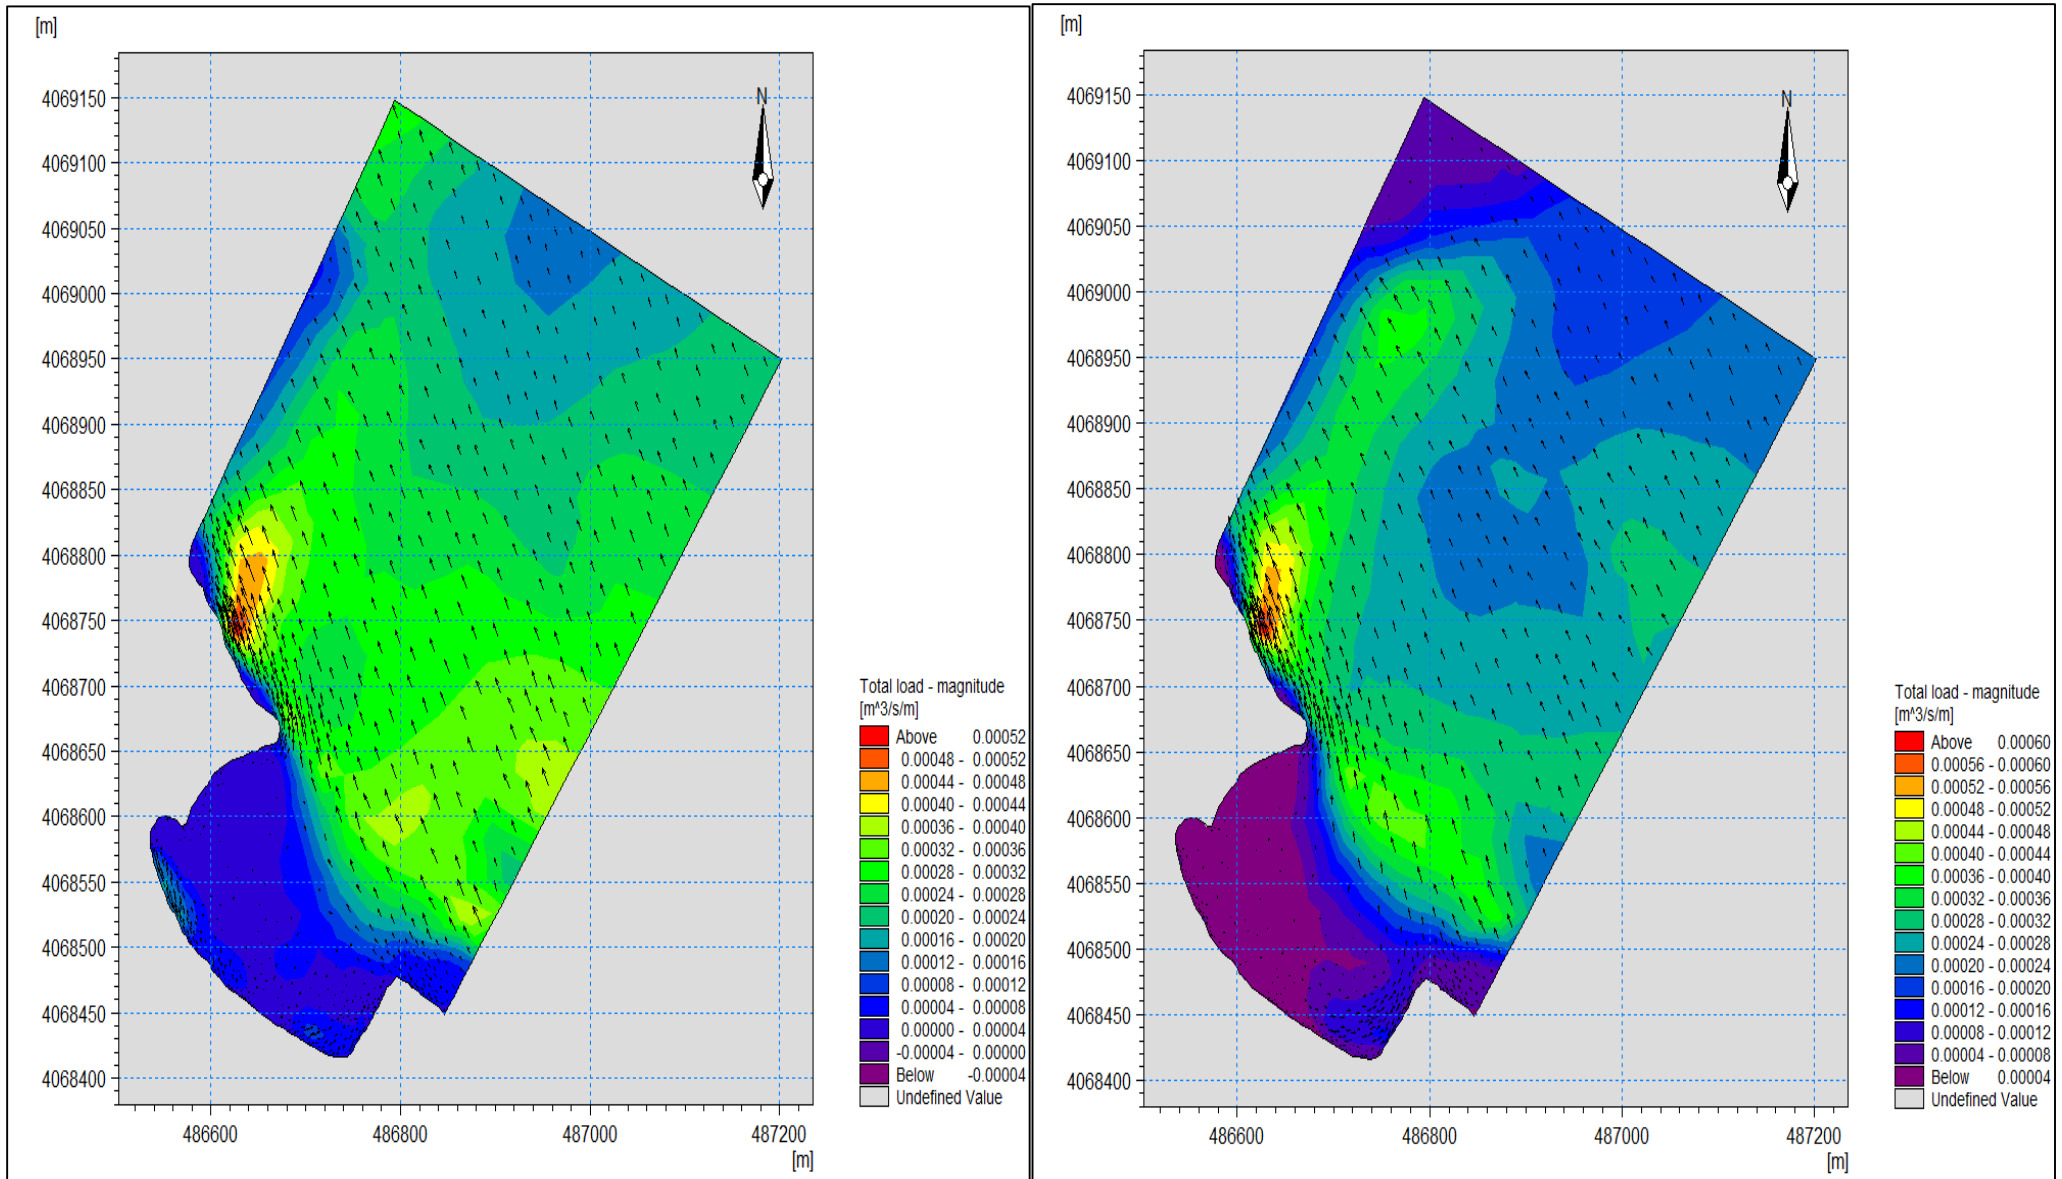 [m]
N
4069150
4069100
4069050
4069000
4068950
4068900
4068850
4068800
4068750
4068700
4068650
4068600
4068550
4068500
4068450
4068400
486600 486800 487000 487200
[m]
Total load - magnitude
[m^3/s/m]
Above 0.00052
0.00048 - 0.00052
0.00044 - 0.00048
0.00040 - 0.00044
0.00036 - 0.00040
0.00032 - 0.00036
0.00028 - 0.00032
0.00024 - 0.00028
0.00020 - 0.00024
0.00016 - 0.00020
0.00012 - 0.00016
0.00008 - 0.00012
0.00004 - 0.00008
0.00000 - 0.00004
-0.00004 - 0.00000
Below -0.00004
Undefined Value
[m]
N
4069150
4069100
4069050
4069000
4068950
4068900
4068850
4068800
4068750
4068700
4068650
4068600
4068550
4068500
4068450
4068400
486600 486800 487000 487200
[m]
Total load - magnitude
[m^3/s/m]
Above 0.00060
0.00056 - 0.00060
0.00052 - 0.00056
0.00048 - 0.00052
0.00044 - 0.00048
0.00040 - 0.00044
0.00036 - 0.00040
0.00032 - 0.00036
0.00028 - 0.00032
0.00024 - 0.00028
0.00020 - 0.00024
0.00016 - 0.00020
0.00012 - 0.00016
0.00008 - 0.00012
0.00004 - 0.00008
Below 0.00004
Undefined Value